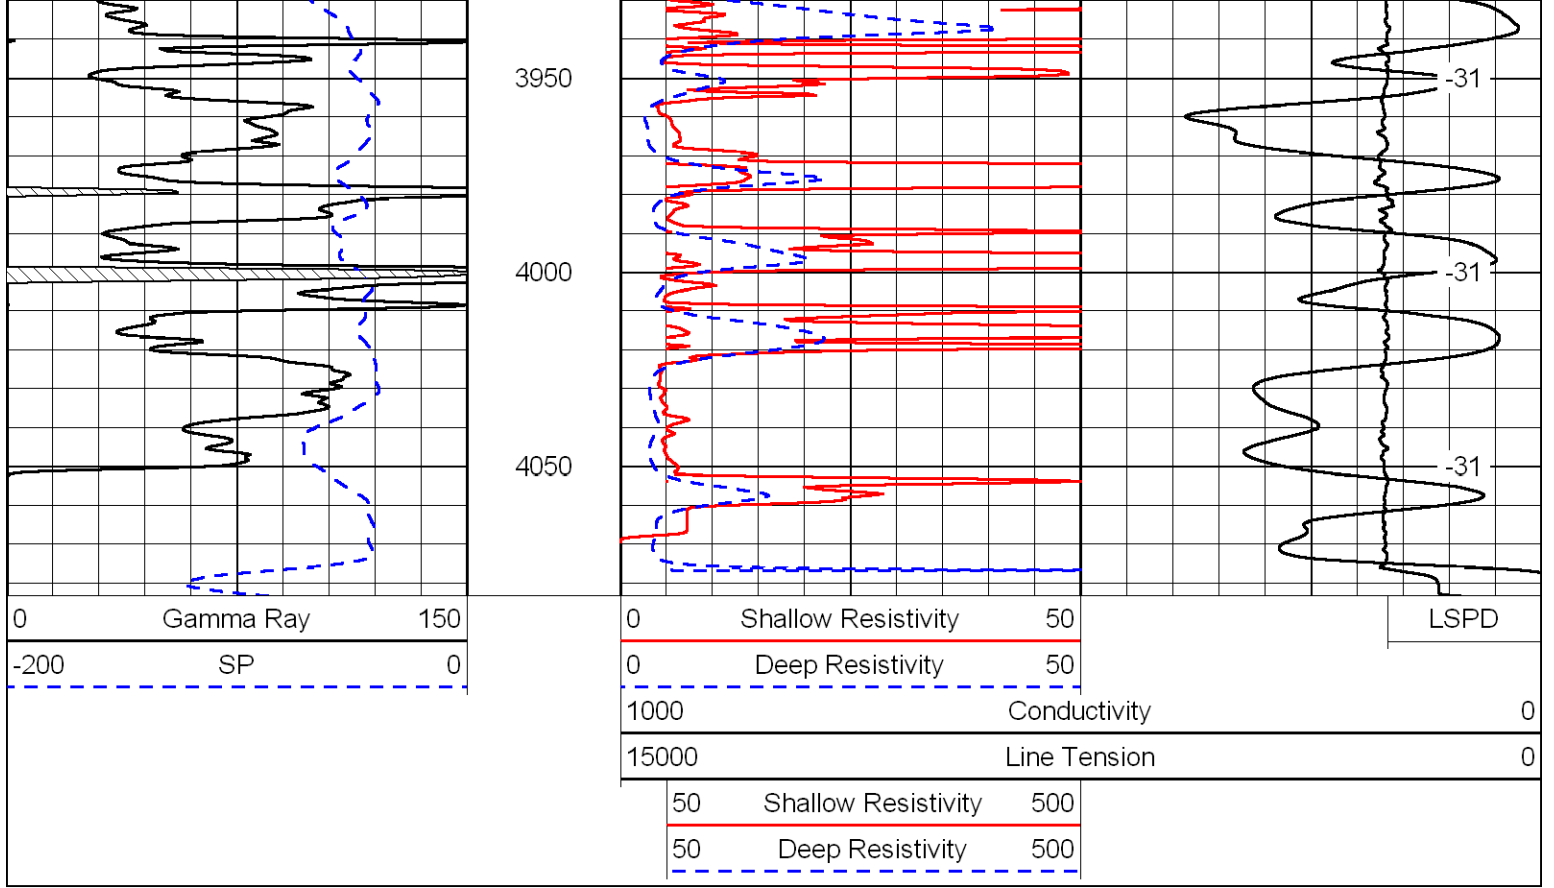 3950
-31
4000
-31
4050
-31
0 Gamma Ray 150
0 Shallow Resistivity 50
LSPD
-200 SP 0
0 Deep Resistivity 50
1000 Conductivity 0
15000 Line Tension 0
50 Shallow Resistivity 500
50 Deep Resistivity 500